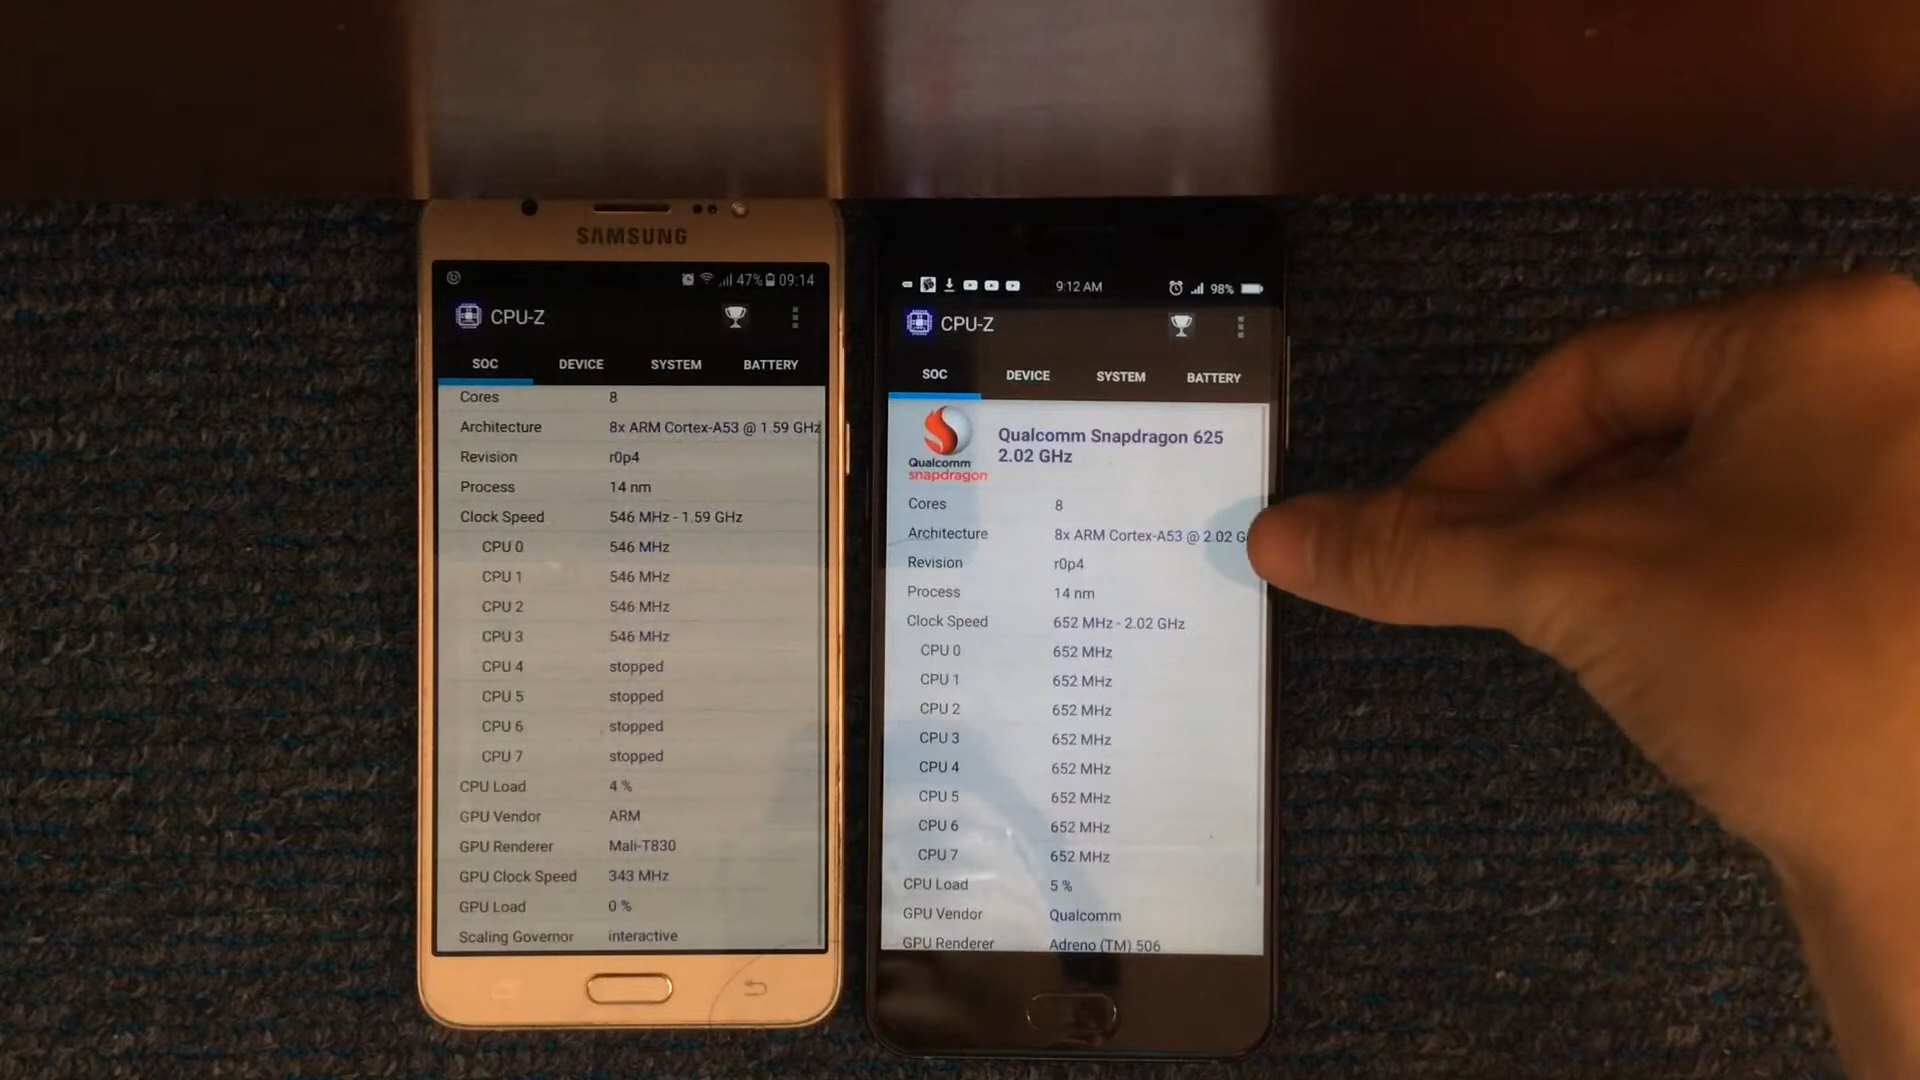 SAMSUNG
47% 09:14
CPU-Z
SOC DEVICE SYSTEM BATTERY
Cores 8
Architecture 8x ARM Cortex-A53 @ 1.59 GHz
Revision r0p4
Process 14 nm
Clock Speed 546 MHz - 1.59 GHz
CPU 0 546 MHz
CPU 1 546 MHz
CPU 2 546 MHz
CPU 3 546 MHz
CPU 4 stopped
CPU 5 stopped
CPU 6 stopped
CPU 7 stopped
CPU Load 4 %
GPU Vendor ARM
GPU Renderer Mali-T830
GPU Clock Speed 343 MHz
GPU Load 0 %
Scaling Governor interactive
9:12 AM 98%
CPU-Z
SOC DEVICE SYSTEM BATTERY
Qualcomm
snapdragon
Qualcomm Snapdragon 625
2.02 GHz
Cores 8
Architecture 8x ARM Cortex-A53 @ 2.02 G
Revision r0p4
Process 14 nm
Clock Speed 652 MHz - 2.02 GHz
CPU 0 652 MHz
CPU 1 652 MHz
CPU 2 652 MHz
CPU 3 652 MHz
CPU 4 652 MHz
CPU 5 652 MHz
CPU 6 652 MHz
CPU 7 652 MHz
CPU Load 5 %
GPU Vendor Qualcomm
GPU Renderer Adreno (TM) 506